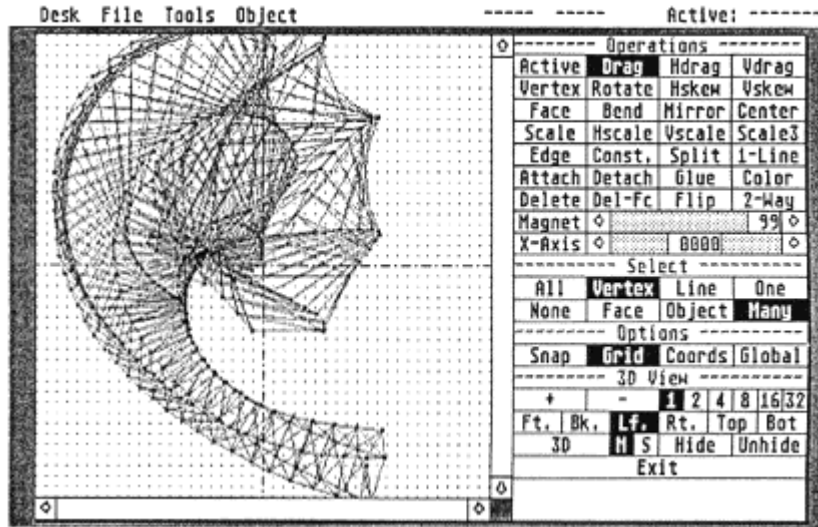 Desk File Tools Object ----- ----- Active: -------
-------- Operations --------
Active Drag Hdrag Vdrag
Vertex Rotate Hskew Vskew
Face Bend Mirror Center
Scale Hscale Vscale Scale3
Edge Const. Split 1-Line
Attach Detach Glue Color
Delete Del-Fc Flip 2-Way
Magnet 99
X-Axis 0000
---------- Select ----------
All Vertex Line One
None Face Object Many
--------- Options ----------
Snap Grid Coords Global
--------- 3D View ----------
+ - 1 2 4 8 16 32
Ft. Bk. Lf. Rt. Top Bot
3D M S Hide Unhide
Exit